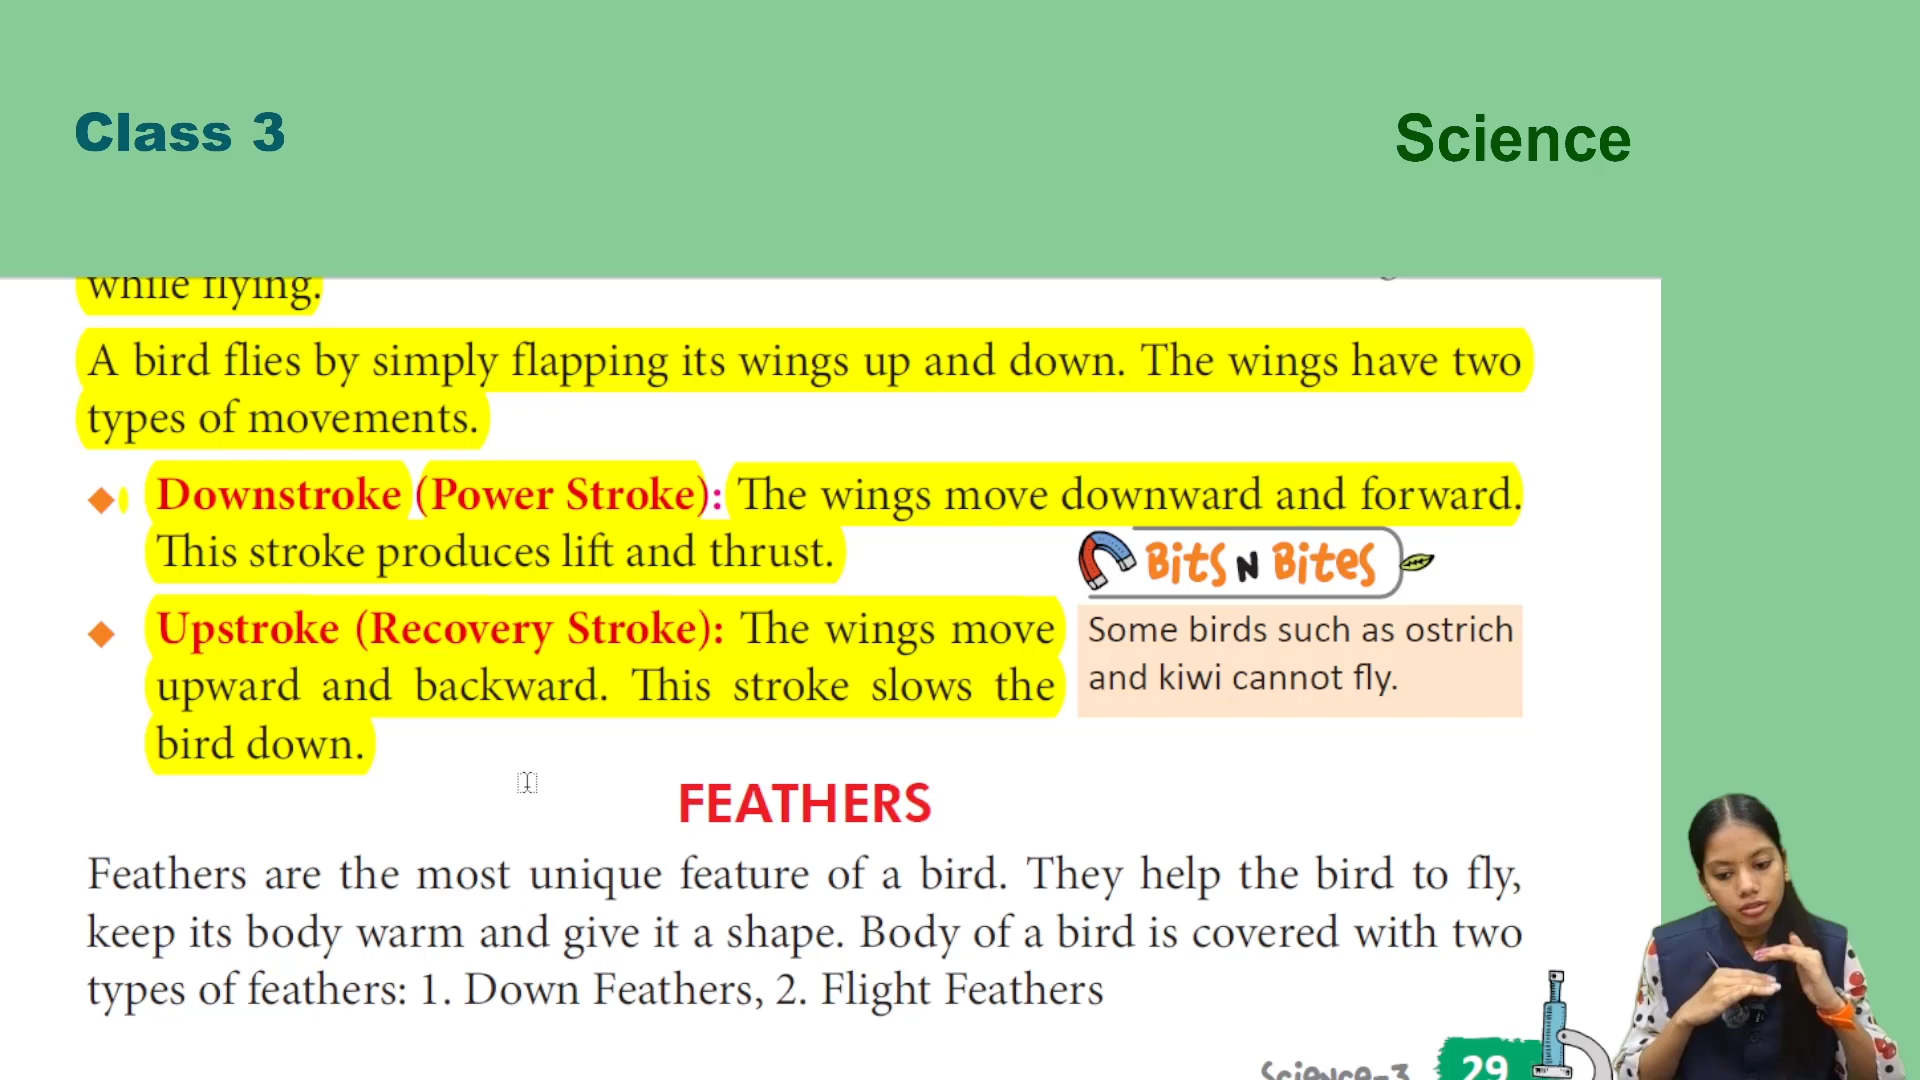 Class 3
Science
while flying.
A bird flies by simply flapping its wings up and down. The wings have two
types of movements.
Downstroke (Power Stroke): The wings move downward and forward.
This stroke produces lift and thrust.
Bits N Bites
Upstroke (Recovery Stroke): The wings move
upward and backward. This stroke slows the
bird down.
Some birds such as ostrich
and kiwi cannot fly.
FEATHERS
Feathers are the most unique feature of a bird. They help the bird to fly,
keep its body warm and give it a shape. Body of a bird is covered with two
types of feathers: 1. Down Feathers, 2. Flight Feathers
Science-3
29